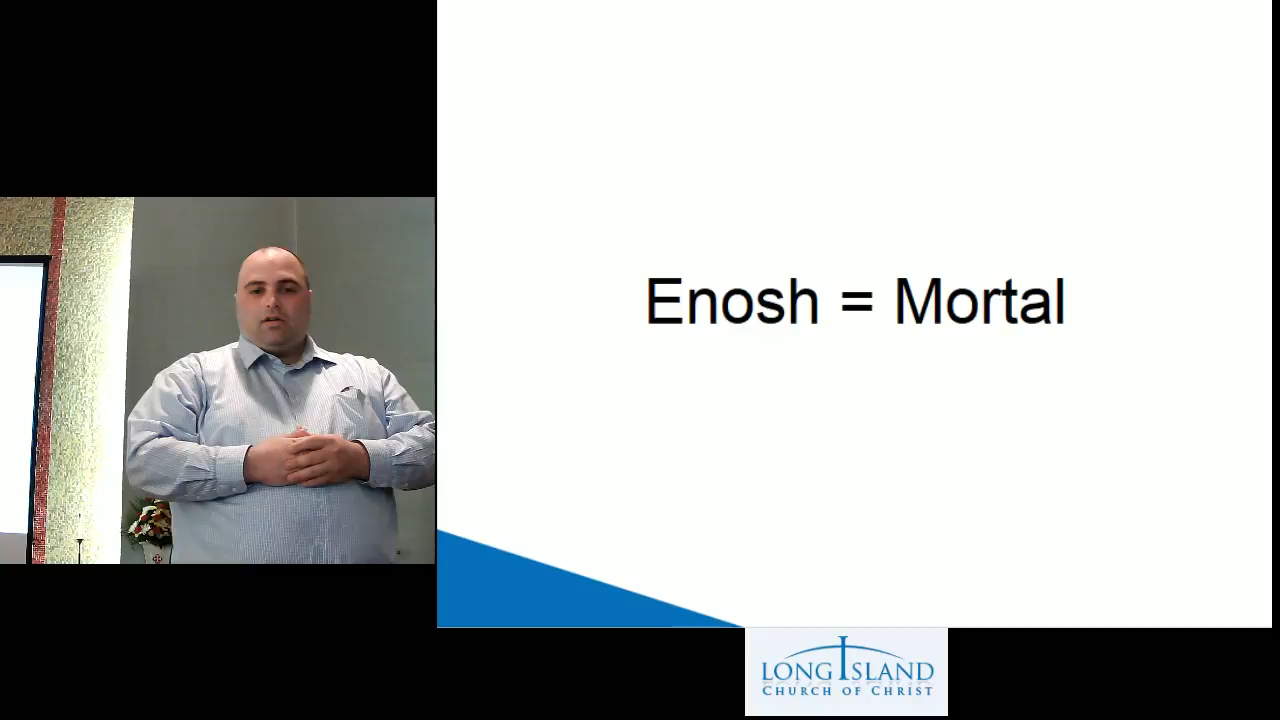 Enosh = Mortal
LONG ISLAND
CHURCH OF CHRIST